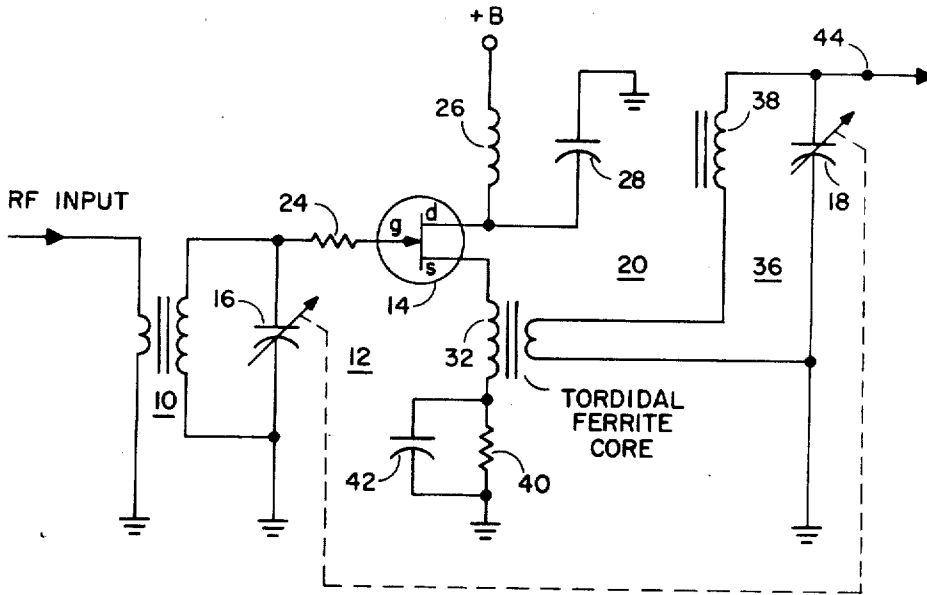 +B
44
26
38
28
18
RF INPUT
24
g
d
s
14
20
36
16
12
32
10
TORDIDAL
FERRITE
CORE
42
40